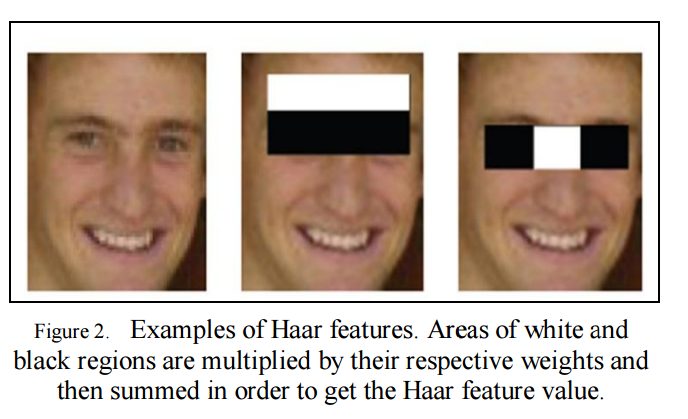 Figure 2. Examples of Haar features. Areas of white and
black regions are multiplied by their respective weights and
then summed in order to get the Haar feature value.